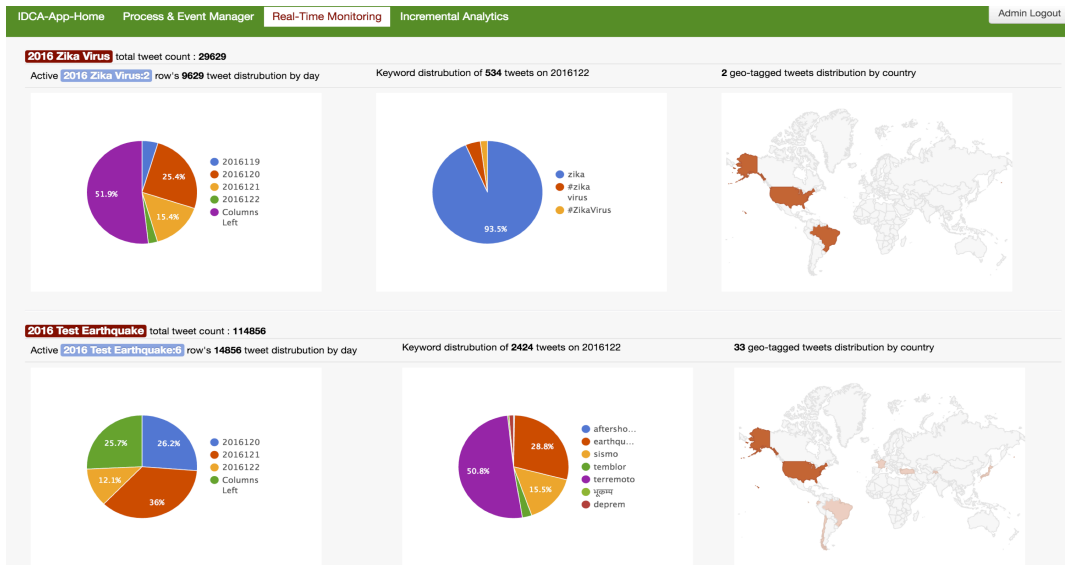 IDCA-App-Home Process & Event Manager Real-Time Monitoring Incremental Analytics Admin Logout
2016 Zika Virus total tweet count : 29629
Active 2016 Zika Virus:2 row's 9629 tweet distrubution by day
Keyword distrubution of 534 tweets on 2016122
2 geo-tagged tweets distribution by country
51.9%
25.4%
15.4%
2016119
2016120
2016121
2016122
Columns
Left
93.5%
zika
#zika
virus
#ZikaVirus
2016 Test Earthquake total tweet count : 114856
Active 2016 Test Earthquake:6 row's 14856 tweet distrubution by day
Keyword distrubution of 2424 tweets on 2016122
33 geo-tagged tweets distribution by country
25.7%
26.2%
12.1%
36%
2016120
2016121
2016122
Columns
Left
28.8%
50.8%
15.5%
aftersho...
earthqu...
sismo
temblor
terremoto
भूकम्प
deprem